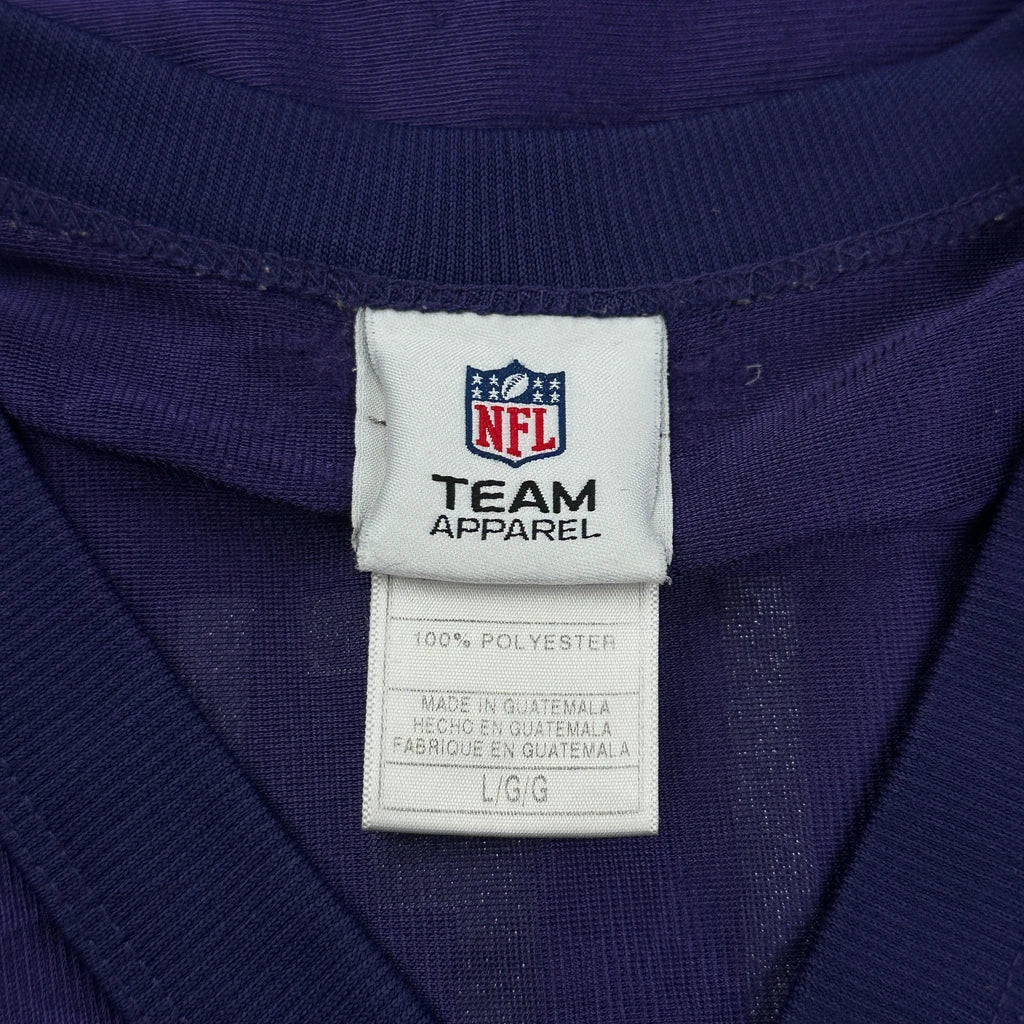 NFL
TEAM
APPAREL
100% POLYESTER
MADE IN GUATEMALA
HECHO EN GUATEMALA
FABRIQUE EN GUATEMALA
L/G/G